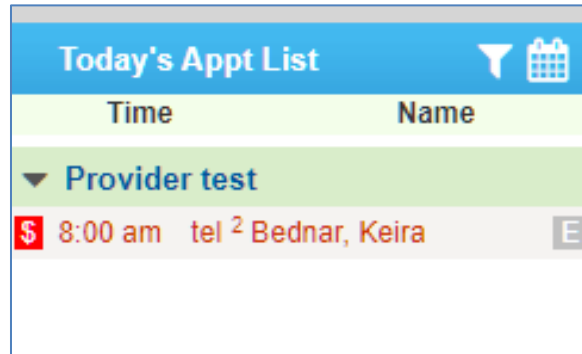 Today's Appt List
Time Name
Provider test
$ 8:00 am tel 2 Bednar, Keira E